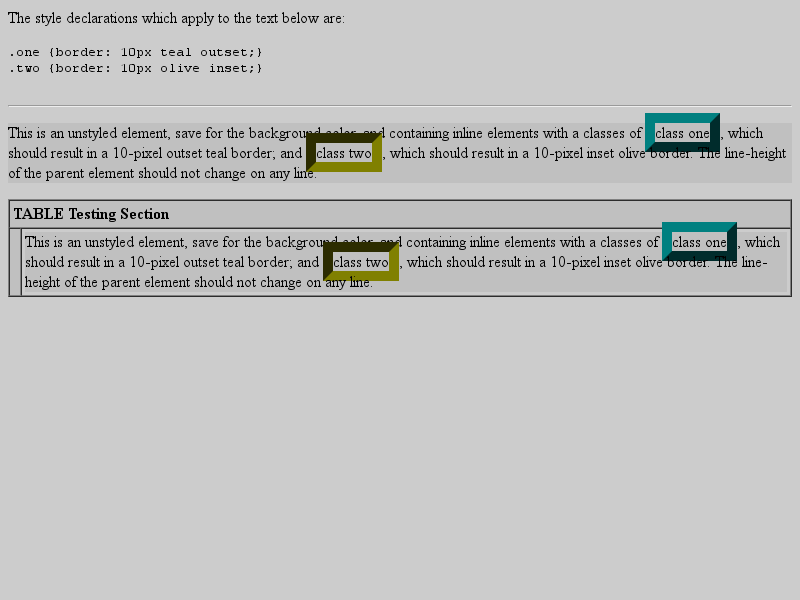 The style declarations which apply to the text below are:
.one {border: 10px teal outset;}
.two {border: 10px olive inset;}
This is an unstyled element, save for the background color, and containing inline elements with a classes of class one, which
should result in a 10-pixel outset teal border; and class two, which should result in a 10-pixel inset olive border. The line-height
of the parent element should not change on any line.
TABLE Testing Section
This is an unstyled element, save for the background color, and containing inline elements with a classes of class one, which
should result in a 10-pixel outset teal border; and class two, which should result in a 10-pixel inset olive border. The line-
height of the parent element should not change on any line.